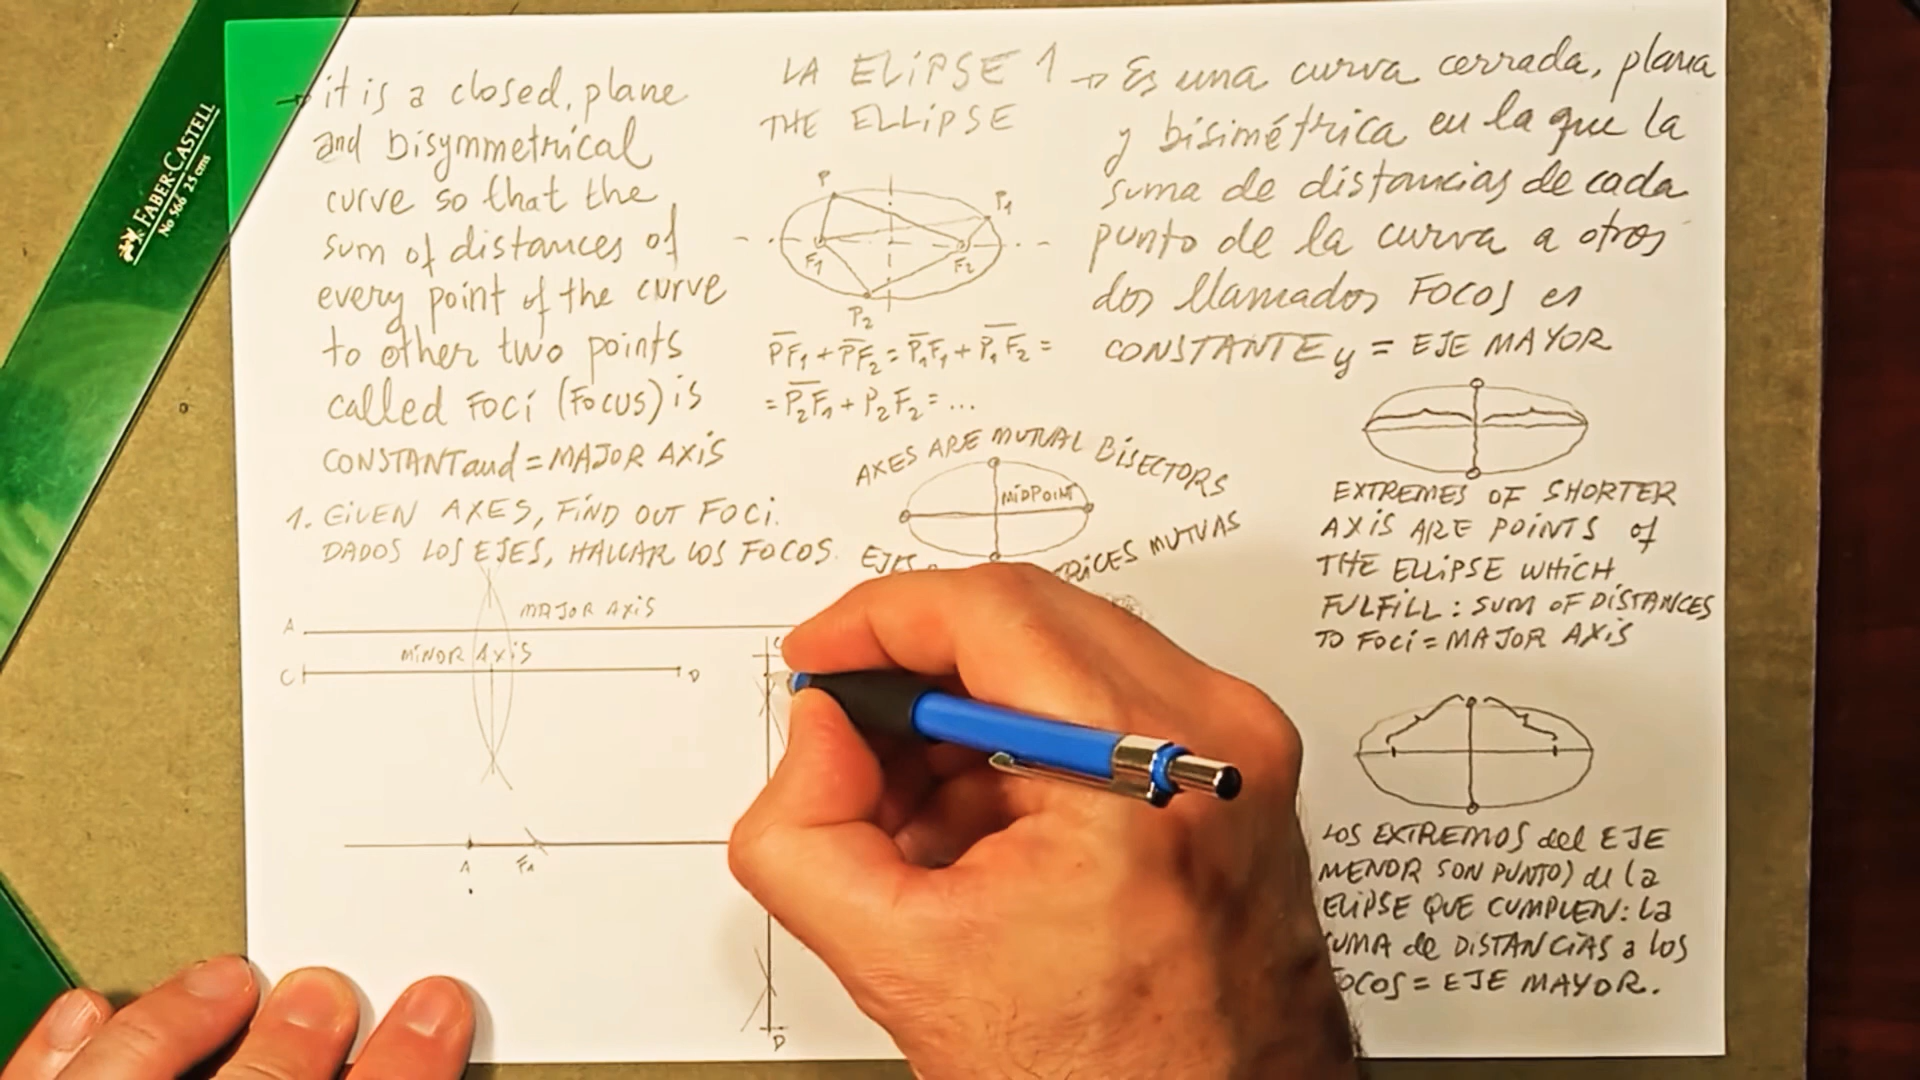 FABER-CASTELL
No 566 25 cms
LA ELIPSE 1
THE ELLIPSE
→ it is a closed, plane
and bisymmetrical
curve so that the
sum of distances of
every point of the curve
to other two points
called FOCI (FOCUS) is
CONSTANT and = MAJOR AXIS
→ Es una curva cerrada, plana
y bisimétrica en la que la
suma de distancias de cada
punto de la curva a otros
dos llamados FOCOS es
CONSTANTE y = EJE MAYOR
P
P1
F1
F2
P2
PF1 + PF2 = P1F1 + P1F2 =
= P2F1 + P2F2 = ...
AXES ARE MUTUAL BISECTORS
MIDPOINT
EJES
MUTUAS
1. GIVEN AXES, FIND OUT FOCI.
DADOS LOS EJES, HALLAR LOS FOCOS.
A
MAJOR AXIS
MINOR AXIS
C
D
A
F1
C
D
EXTREMES OF SHORTER
AXIS ARE POINTS of
THE ELLIPSE WHICH
FULFILL: SUM OF DISTANCES
TO FOCI = MAJOR AXIS
LOS EXTREMOS del EJE
MENOR SON PUNTOS de la
ELIPSE QUE CUMPLEN: La
SUMA de DISTANCIAS a los
FOCOS = EJE MAYOR.